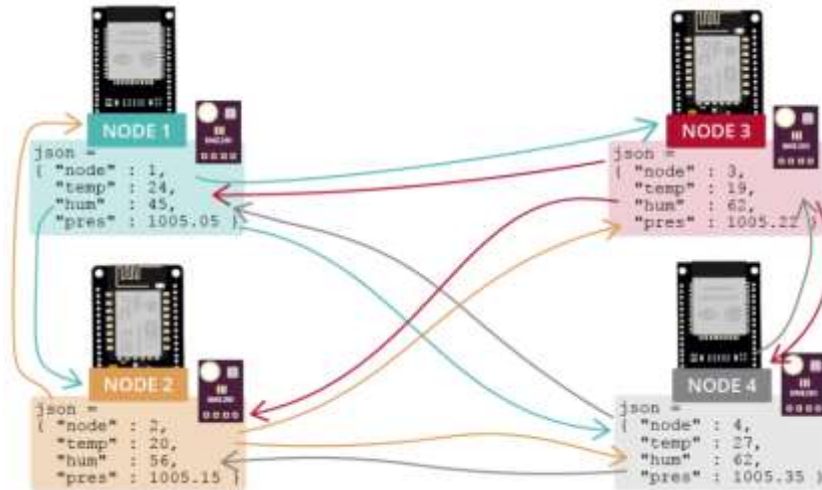 NODE 1
json =
{ "node" : 1,
"temp" : 24,
"hum" : 45,
"pres" : 1005.05 }
NODE 3
json =
{ "node" : 3,
"temp" : 19,
"hum" : 62,
"pres" : 1005.22 }
NODE 2
json =
{ "node" : 2,
"temp" : 20,
"hum" : 56,
"pres" : 1005.15 }
NODE 4
json =
{ "node" : 4,
"temp" : 27,
"hum" : 62,
"pres" : 1005.35 }